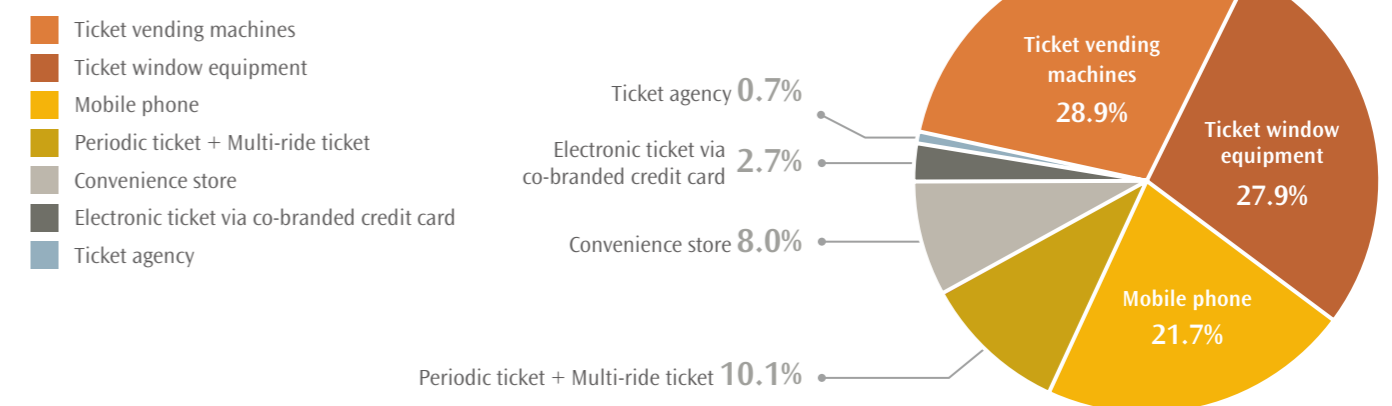 Ticket vending machines
Ticket window equipment
Mobile phone
Periodic ticket + Multi-ride ticket
Convenience store
Electronic ticket via co-branded credit card
Ticket agency
Ticket agency 0.7%
Electronic ticket via
co-branded credit card 2.7%
Convenience store 8.0%
Periodic ticket + Multi-ride ticket 10.1%
Ticket vending
machines
28.9%
Ticket window
equipment
27.9%
Mobile phone
21.7%